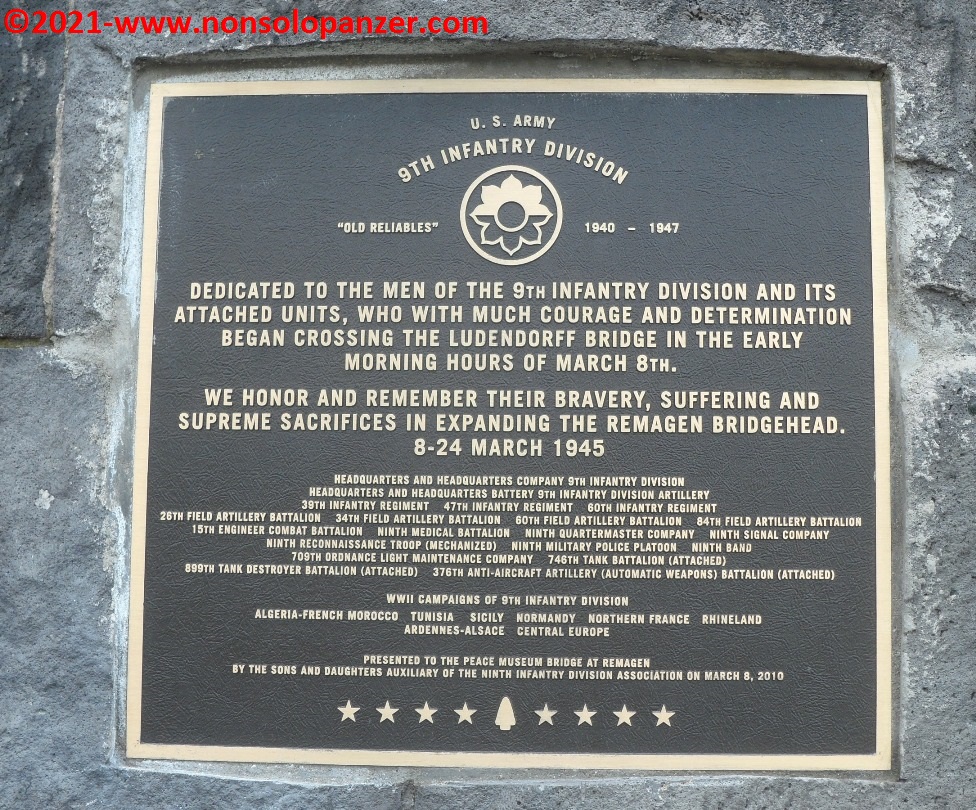 ©2021-www.nonsolopanzer.com
U. S. ARMY
9TH INFANTRY DIVISION
"OLD RELIABLES" 1940 - 1947
DEDICATED TO THE MEN OF THE 9TH INFANTRY DIVISION AND ITS
ATTACHED UNITS, WHO WITH MUCH COURAGE AND DETERMINATION
BEGAN CROSSING THE LUDENDORFF BRIDGE IN THE EARLY
MORNING HOURS OF MARCH 8TH.
WE HONOR AND REMEMBER THEIR BRAVERY, SUFFERING AND
SUPREME SACRIFICES IN EXPANDING THE REMAGEN BRIDGEHEAD.
8-24 MARCH 1945
HEADQUARTERS AND HEADQUARTERS COMPANY 9TH INFANTRY DIVISION
HEADQUARTERS AND HEADQUARTERS BATTERY 9TH INFANTRY DIVISION ARTILLERY
39TH INFANTRY REGIMENT 47TH INFANTRY REGIMENT 60TH INFANTRY REGIMENT
26TH FIELD ARTILLERY BATTALION 34TH FIELD ARTILLERY BATTALION 60TH FIELD ARTILLERY BATTALION 84TH FIELD ARTILLERY BATTALION
15TH ENGINEER COMBAT BATTALION NINTH MEDICAL BATTALION NINTH QUARTERMASTER COMPANY NINTH SIGNAL COMPANY
NINTH RECONNAISSANCE TROOP (MECHANIZED) NINTH MILITARY POLICE PLATOON NINTH BAND
709TH ORDNANCE LIGHT MAINTENANCE COMPANY 746TH TANK BATTALION (ATTACHED)
899TH TANK DESTROYER BATTALION (ATTACHED) 376TH ANTI-AIRCRAFT ARTILLERY (AUTOMATIC WEAPONS) BATTALION (ATTACHED)
WWII CAMPAIGNS OF 9TH INFANTRY DIVISION
ALGERIA-FRENCH MOROCCO TUNISIA SICILY NORMANDY NORTHERN FRANCE RHINELAND
ARDENNES-ALSACE CENTRAL EUROPE
PRESENTED TO THE PEACE MUSEUM BRIDGE AT REMAGEN
BY THE SONS AND DAUGHTERS AUXILIARY OF THE NINTH INFANTRY DIVISION ASSOCIATION ON MARCH 8, 2010